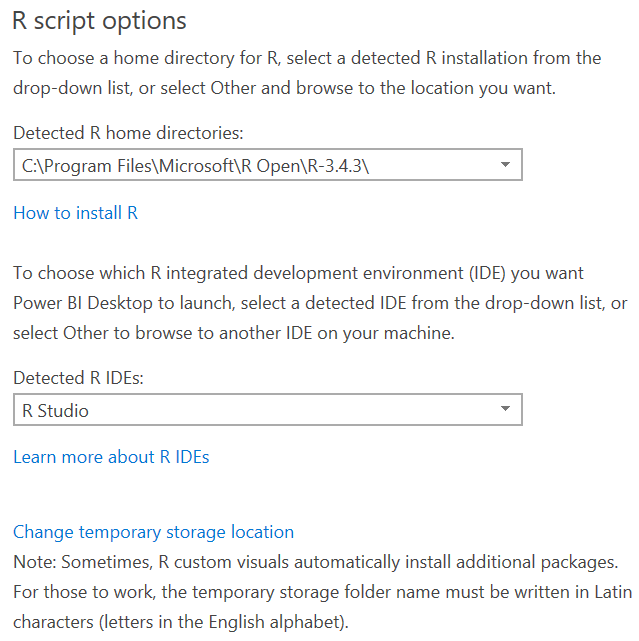 R script options
To choose a home directory for R, select a detected R installation from the
drop-down list, or select Other and browse to the location you want.
Detected R home directories:
C:\Program Files\Microsoft\R Open\R-3.4.3\
How to install R
To choose which R integrated development environment (IDE) you want
Power BI Desktop to launch, select a detected IDE from the drop-down list, or
select Other to browse to another IDE on your machine.
Detected R IDEs:
R Studio
Learn more about R IDEs
Change temporary storage location
Note: Sometimes, R custom visuals automatically install additional packages.
For those to work, the temporary storage folder name must be written in Latin
characters (letters in the English alphabet).